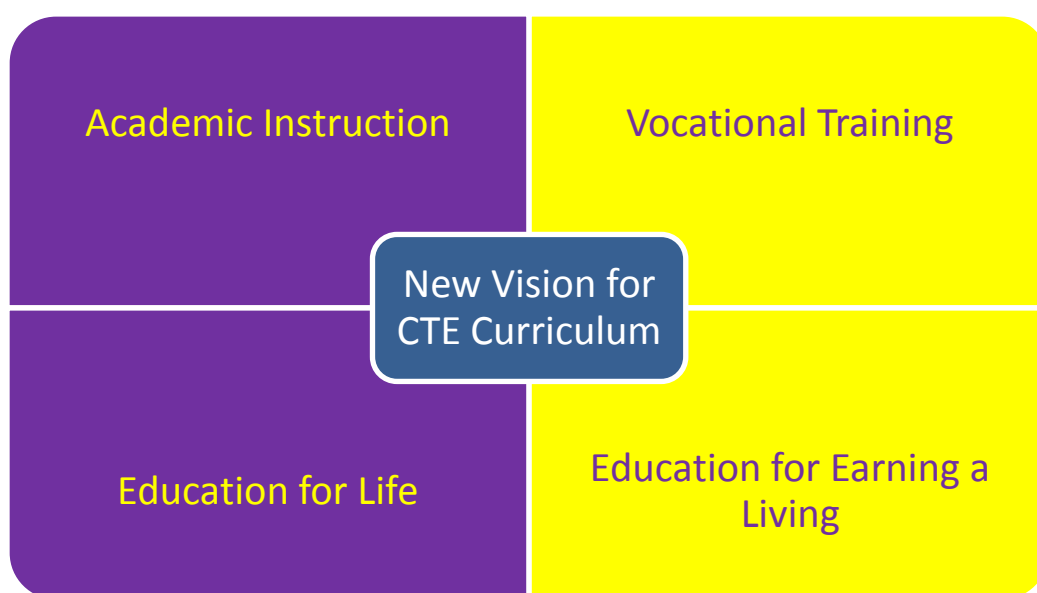 Academic Instruction
Vocational Training
New Vision for
CTE Curriculum
Education for Life
Education for Earning a
Living